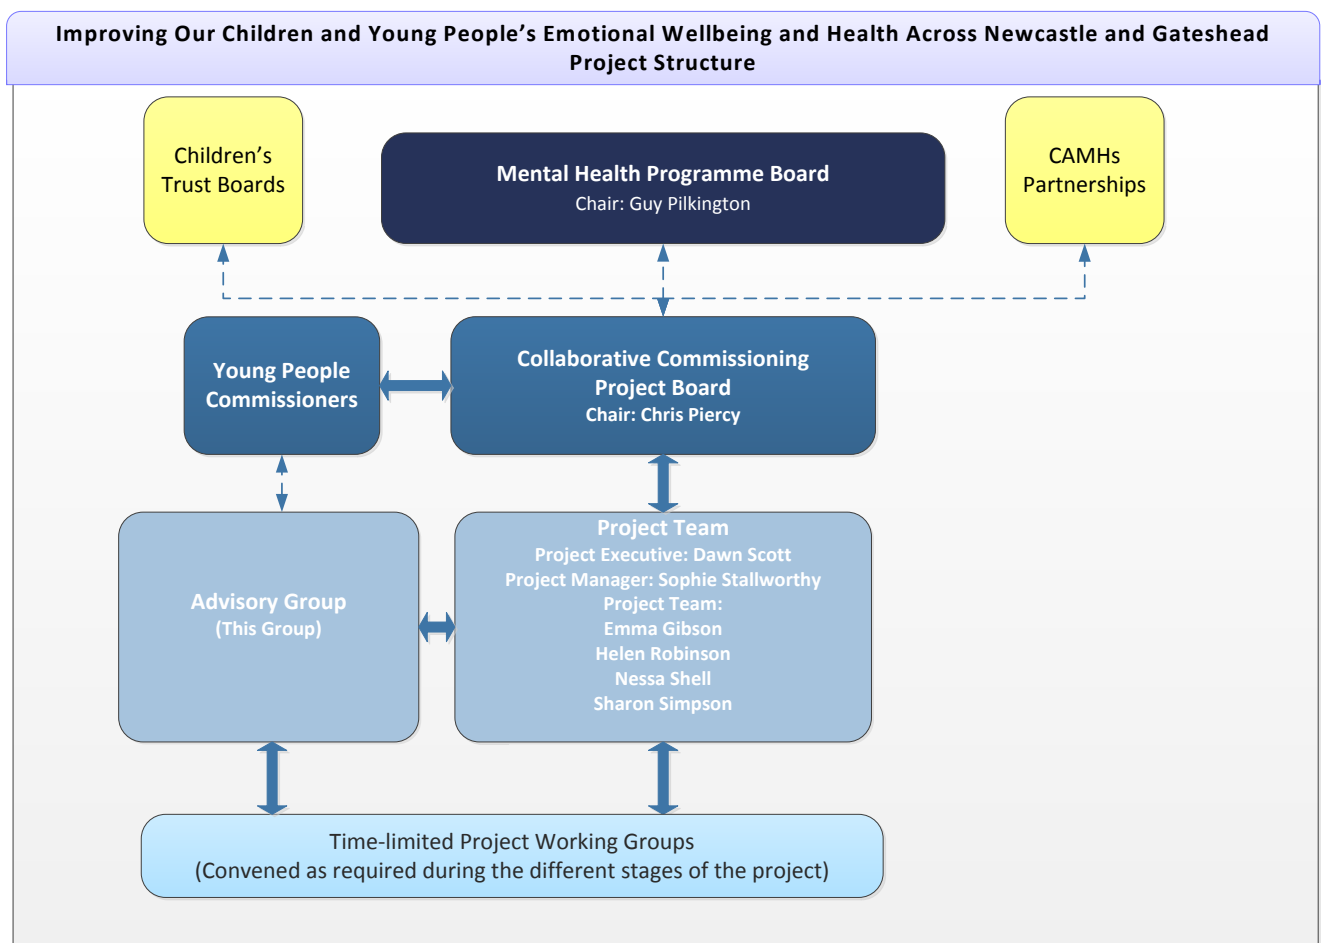 Improving Our Children and Young People’s Emotional Wellbeing and Health Across Newcastle and Gateshead
Project Structure
Children’s
Trust Boards
Mental Health Programme Board
Chair: Guy Pilkington
CAMHs
Partnerships
Young People
Commissioners
Collaborative Commissioning
Project Board
Chair: Chris Piercy
Advisory Group
(This Group)
Project Team
Project Executive: Dawn Scott
Project Manager: Sophie Stallworthy
Project Team:
Emma Gibson
Helen Robinson
Nessa Shell
Sharon Simpson
Time-limited Project Working Groups
(Convened as required during the different stages of the project)